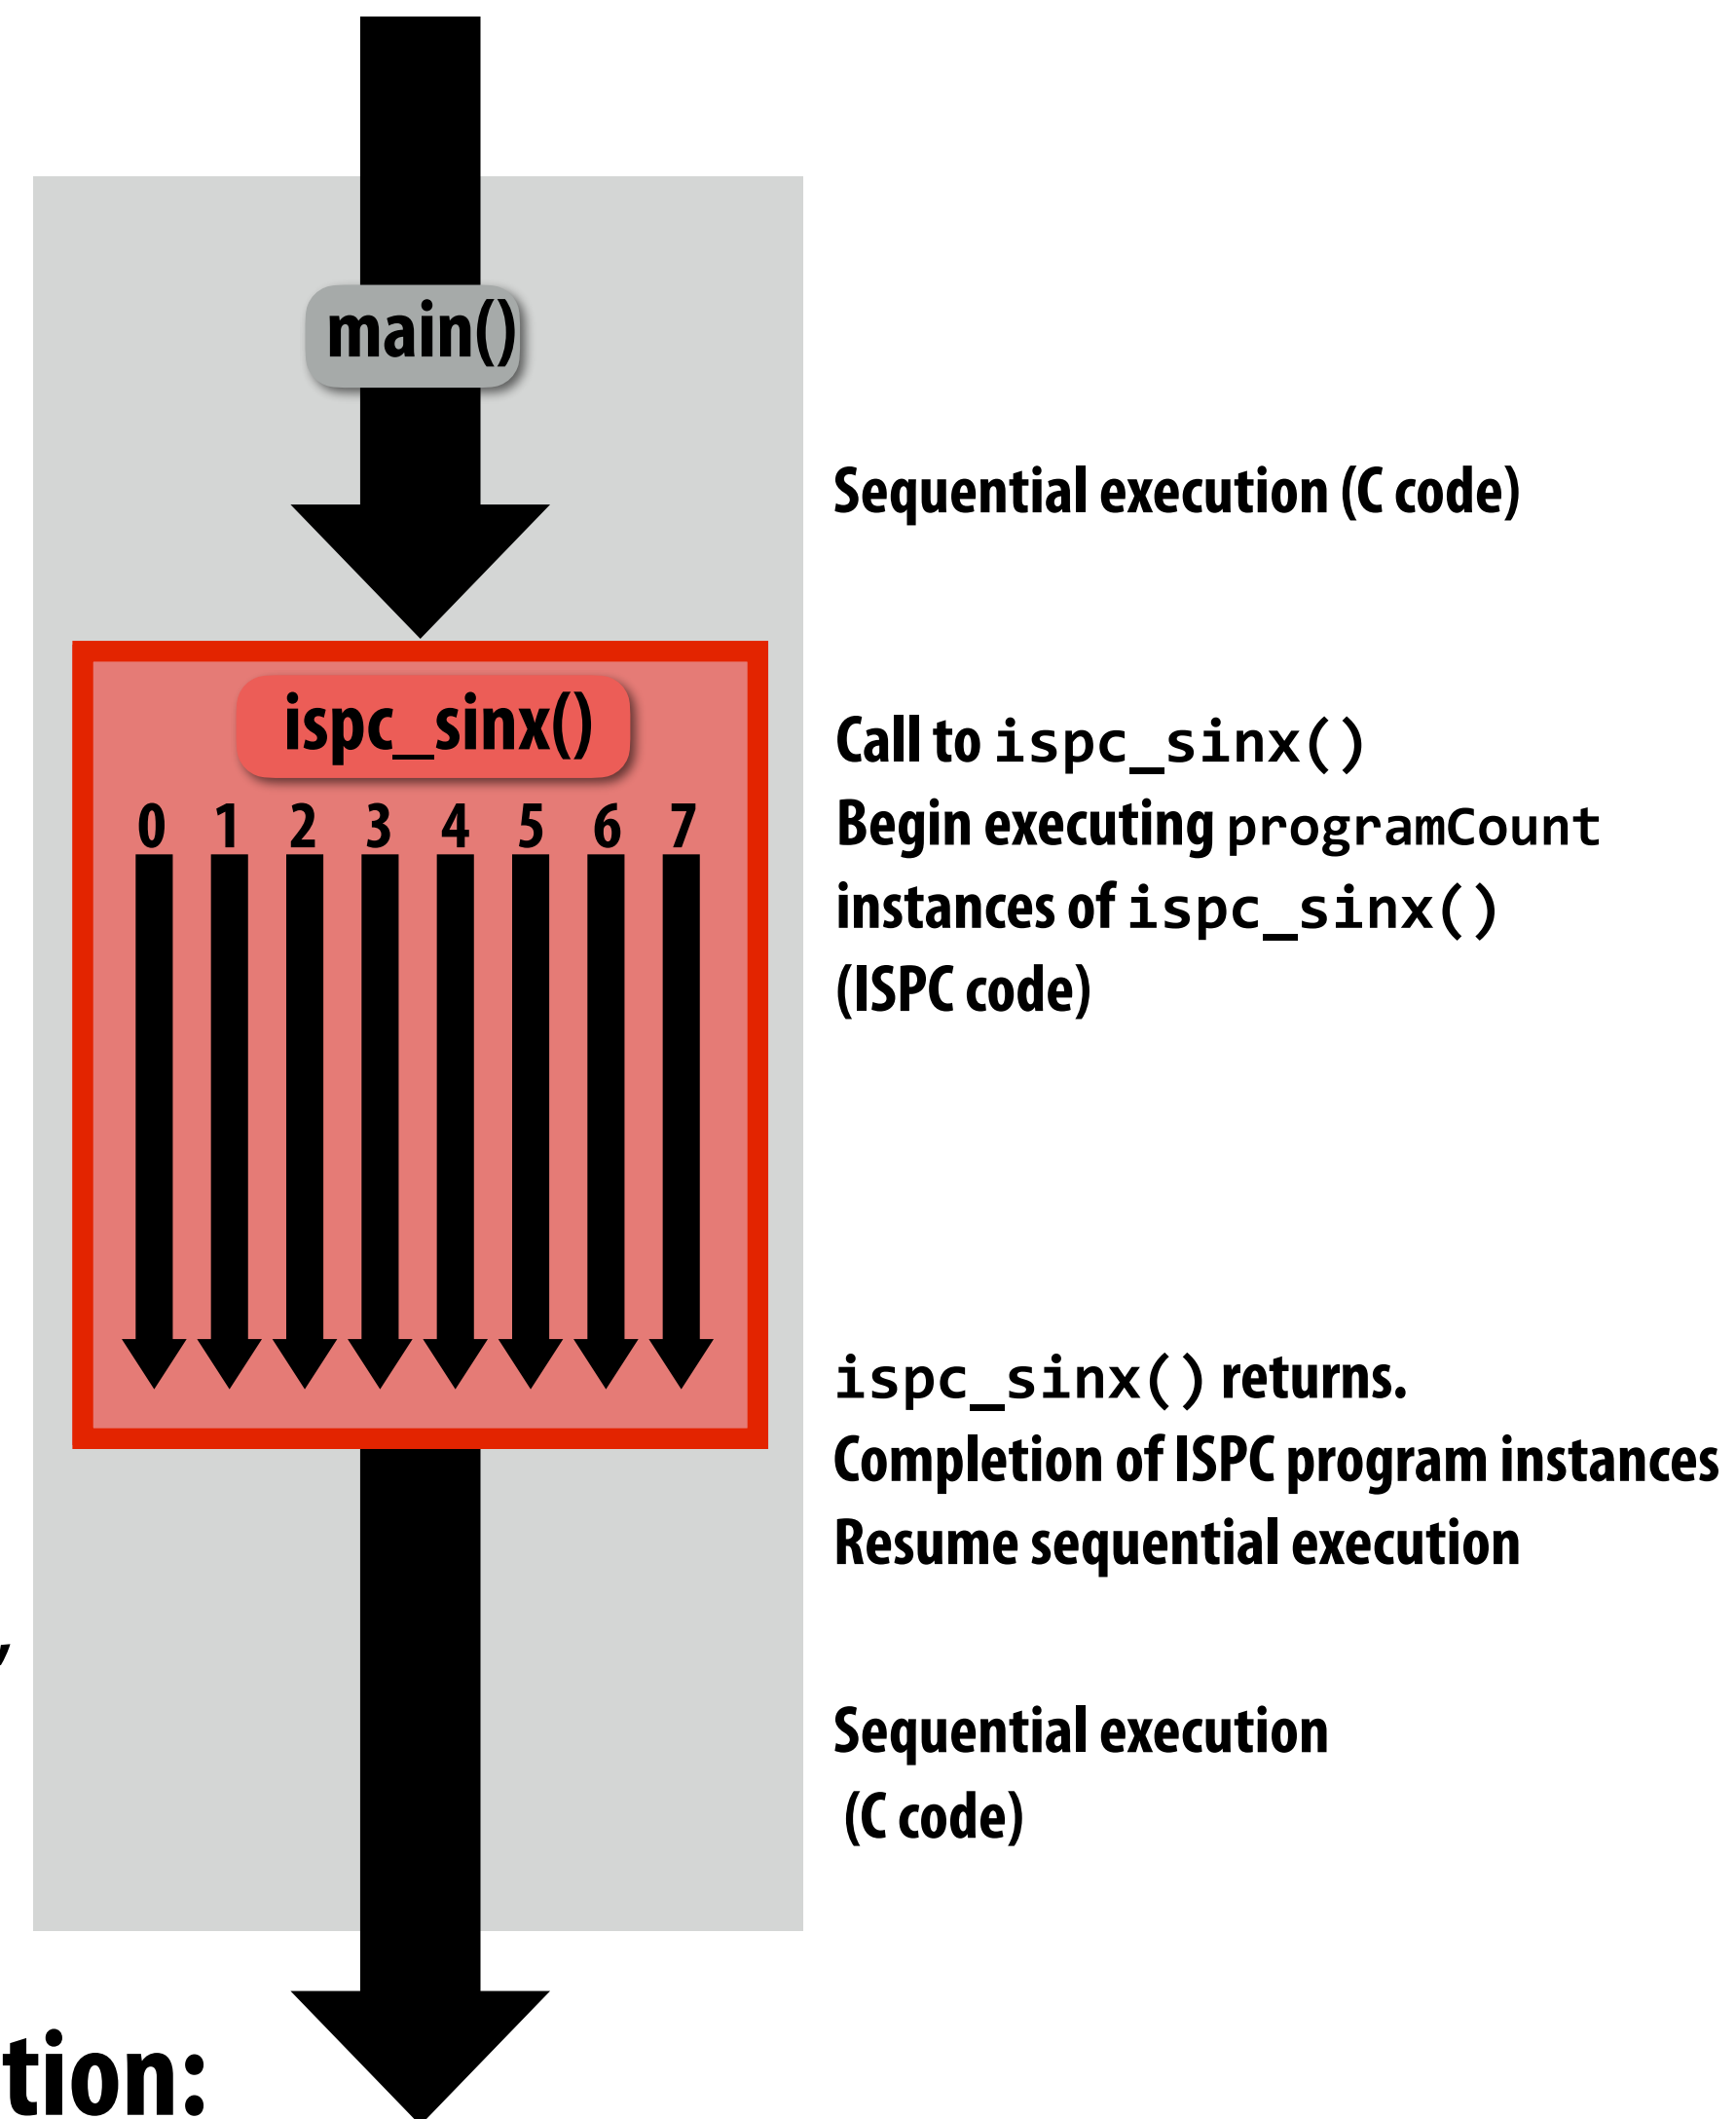 main()
Sequential execution (C code)
ispc_sinx()
0 1 2 3 4 5 6 7
Call to ispc_sinx()
Begin executing programCount
instances of ispc_sinx()
(ISPC code)
ispc_sinx() returns.
Completion of ISPC program instances
Resume sequential execution
Sequential execution
(C code)
tion: